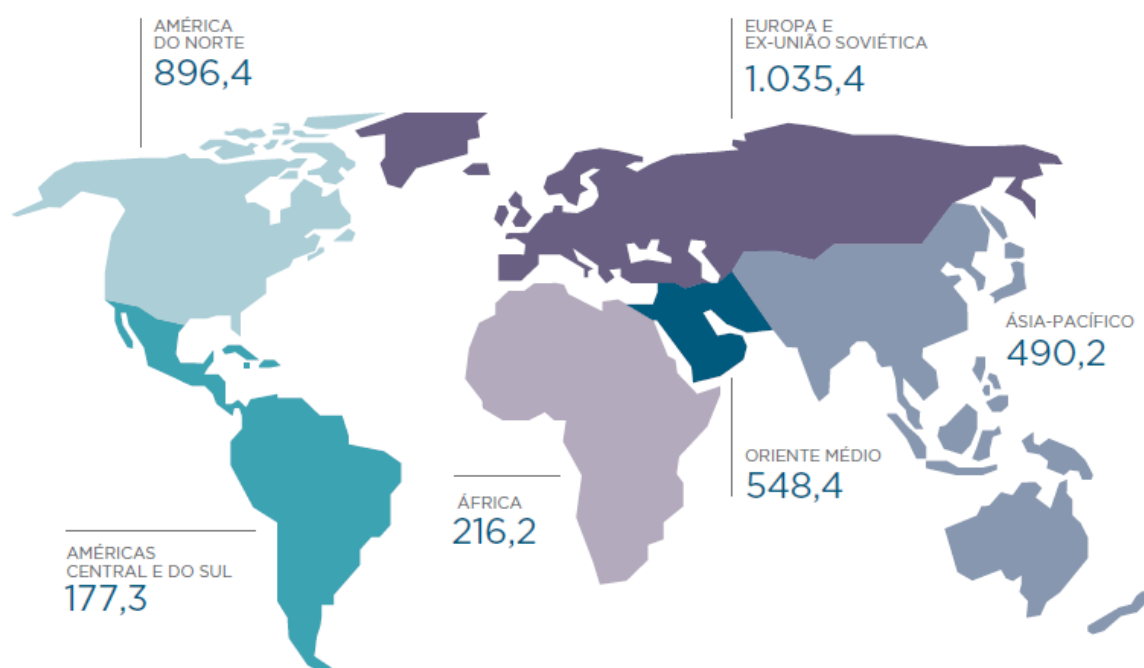 AMÉRICA
DO NORTE
896,4
EUROPA E
EX-UNIÃO SOVIÉTICA
1.035,4
ÁSIA-PACÍFICO
490,2
ORIENTE MÉDIO
548,4
ÁFRICA
216,2
AMÉRICAS
CENTRAL E DO SUL
177,3